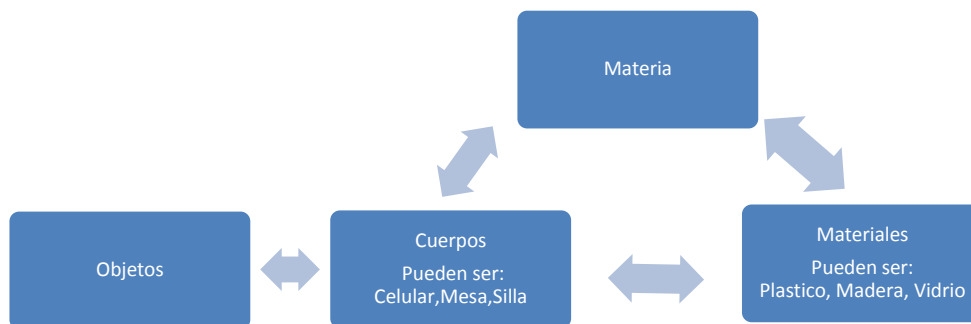 Materia
Objetos
Cuerpos
Pueden ser:
Celular,Mesa,Silla
Materiales
Pueden ser:
Plastico, Madera, Vidrio